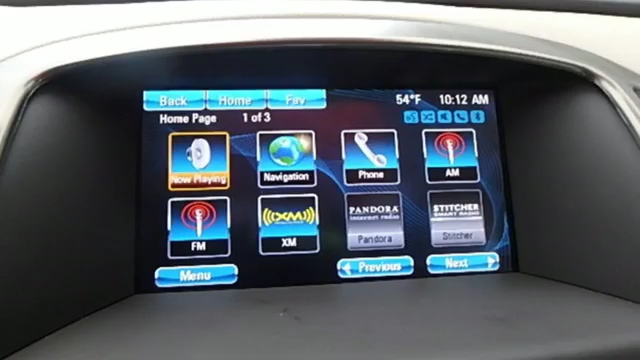 Back Home Fav 54°F 10:12 AM
Home Page 1 of 3
Now Playing Navigation Phone AM
FM XM PANDORA internet radio Pandora STITCHER SMART RADIO Stitcher
Menu Previous Next